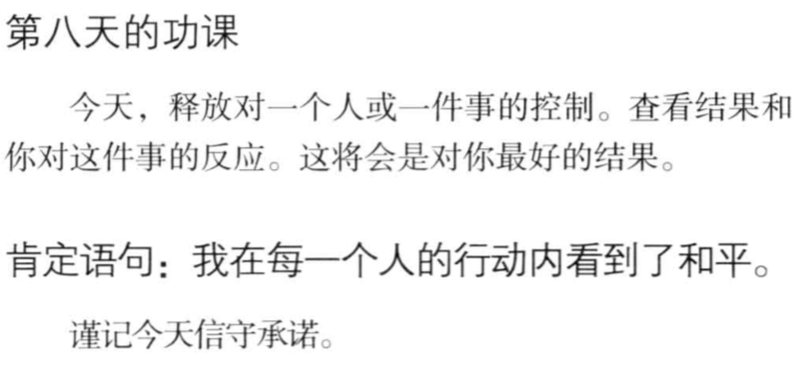 第八天的功课
今天，释放对一个人或一件事的控制。查看结果和
你对这件事的反应。这将会是对你最好的结果。
肯定语句：我在每一个人的行动内看到了和平。
谨记今天信守承诺。